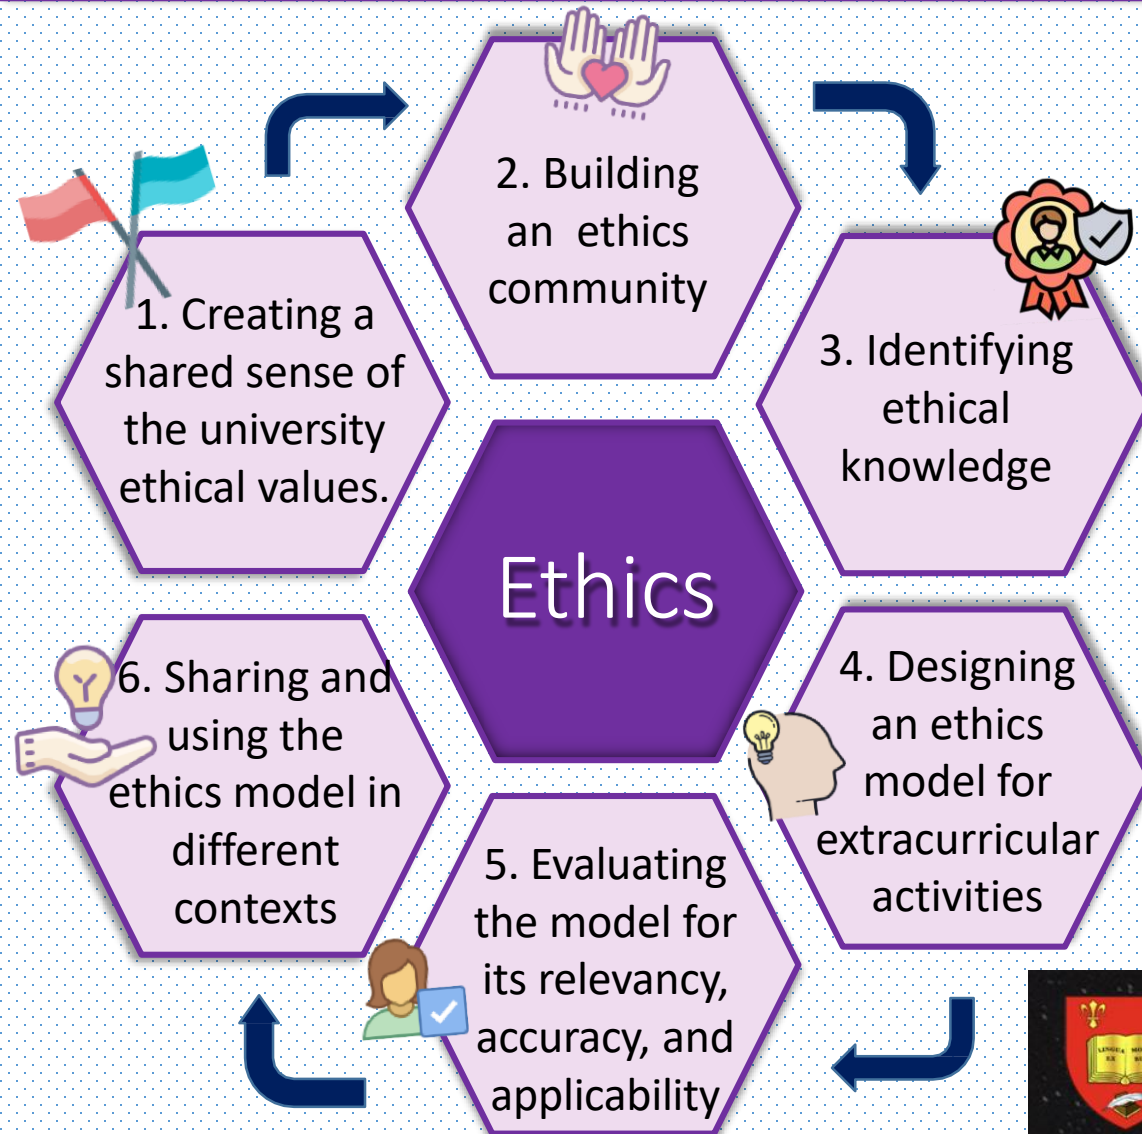 2. Building
an ethics
community
1. Creating a
shared sense of
the university
ethical values.
3. Identifying
ethical
knowledge
Ethics
4. Designing
an ethics
model for
extracurricular
activities
5. Evaluating
the model for
its relevancy,
accuracy, and
applicability
6. Sharing and
using the
ethics model in
different
contexts
LINGUA